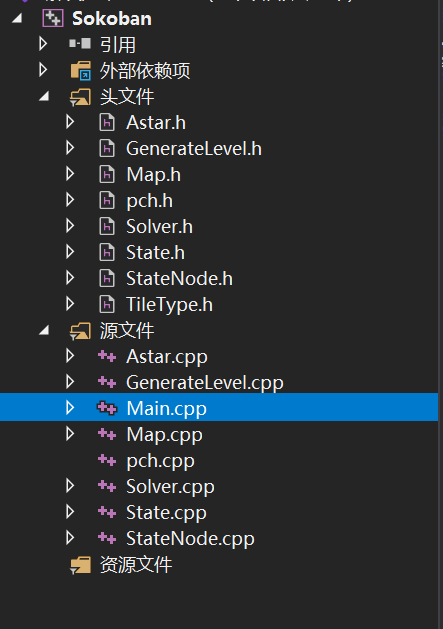 Sokoban
引用
外部依赖项
头文件
Astar.h
GenerateLevel.h
Map.h
pch.h
Solver.h
State.h
StateNode.h
TileType.h
源文件
Astar.cpp
GenerateLevel.cpp
Main.cpp
Map.cpp
pch.cpp
Solver.cpp
State.cpp
StateNode.cpp
资源文件